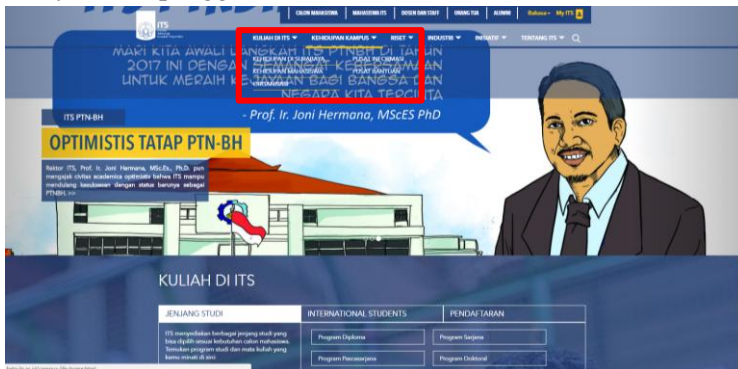 CALON MAHASISWA MAHASISWA ITS DOSEN DAN STAFF ORANG TUA ALUMNI Bahasa My ITS
ITS
KULIAH DI ITS KEHIDUPAN KAMPUS RISET INDUSTRI INISIATIF TENTANG ITS
KEHIDUPAN DI SURABAYA PUSAT INFORMASI
KEHIDUPAN MAHASISWA PUSAT BANTUAN
MARI KITA AWALI LANGKAH ITS PTNBH DI TAHUN
2017 INI DENGAN SEMANGAT KEBERSAMAAN
UNTUK MERAIH KEJAYAAN BAGI BANGSA DAN
NEGARA KITA TERCINTA
- Prof. Ir. Joni Hermana, MScES PhD
ITS PTN-BH
OPTIMISTIS TATAP PTN-BH
Rektor ITS, Prof. Ir. Joni Hermana, MSc.Es., Ph.D. pun
mengajak civitas academica optimistis bahwa ITS mampu
mendulang kesuksesan dengan status barunya sebagai
PTNBH. >>
KULIAH DI ITS
JENJANG STUDI INTERNATIONAL STUDENTS PENDAFTARAN
ITS menyediakan berbagai jenjang studi yang
bisa dipilih sesuai kebutuhan calon mahasiswa.
Temukan program studi dan mata kuliah yang
kamu minati di sini
Program Diploma Program Sarjana
Program Pascasarjana Program Doktoral